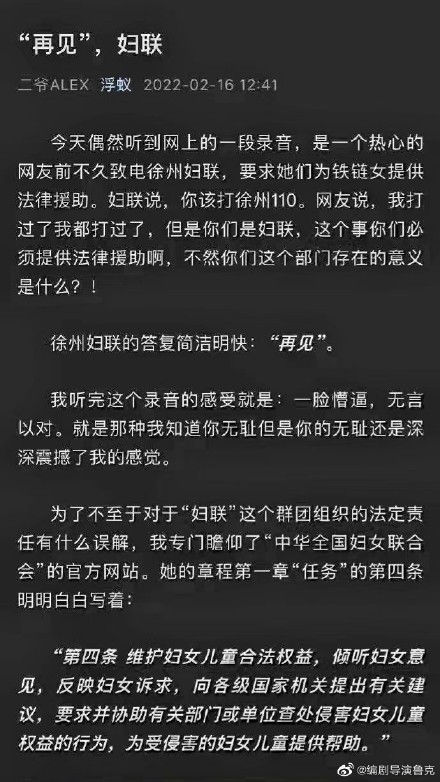 “再见”，妇联
二爷ALEX 浮蚁 2022-02-16 12:41
今天偶然听到网上的一段录音，是一个热心的
网友前不久致电徐州妇联，要求她们为铁链女提供
法律援助。妇联说，你该打徐州110。网友说，我打
过了我都打过了，但是你们是妇联，这个事你们必
须提供法律援助啊，不然你们这个部门存在的意义
是什么？！
徐州妇联的答复简洁明快：“再见”。
我听完这个录音的感受就是：一脸懵逼，无言
以对。就是那种我知道你无耻但是你的无耻还是深
深震撼了我的感觉。
为了不至于对于“妇联”这个群团组织的法定责
任有什么误解，我专门瞻仰了“中华全国妇女联合
会”的官方网站。她的章程第一章“任务”的第四条
明明白白写着：
“第四条 维护妇女儿童合法权益，倾听妇女意
见，反映妇女诉求，向各级国家机关提出有关建
议，要求并协助有关部门或单位查处侵害妇女儿童
权益的行为，为受侵害的妇女儿童提供帮助。”
@编剧导演鲁克